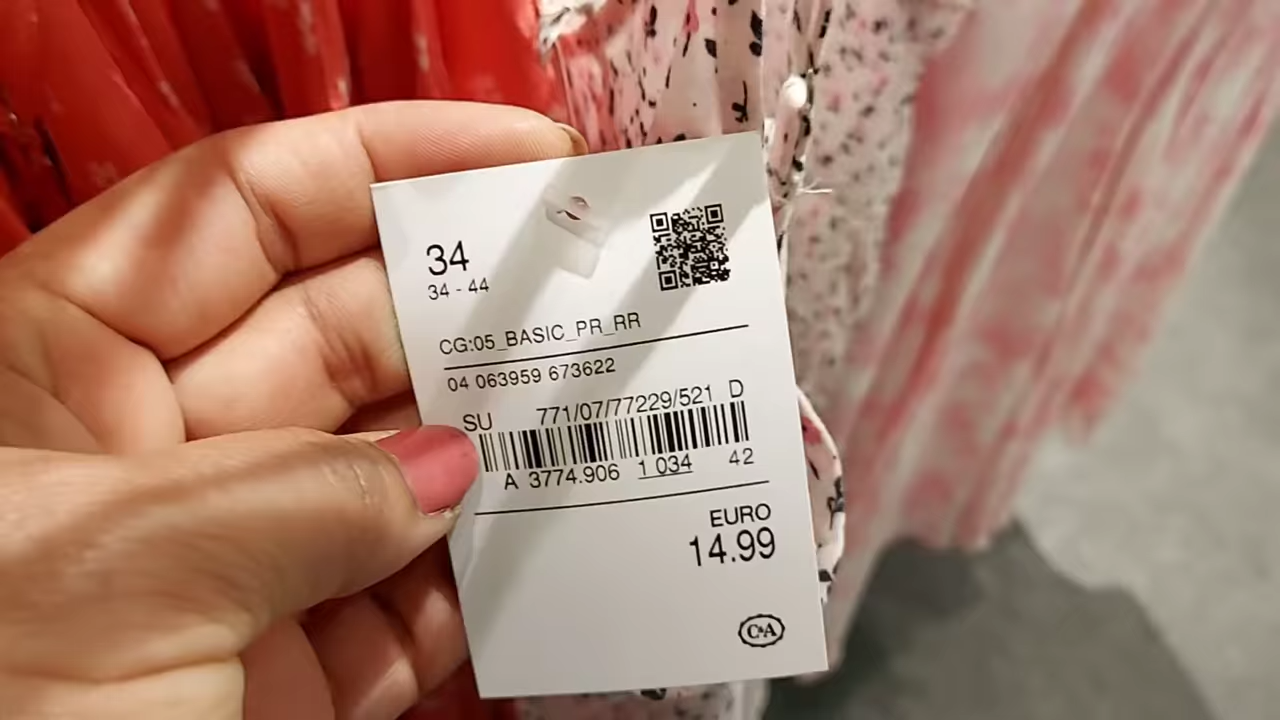 34
34 - 44
CG:05_BASIC_PR_RR
04 063959 673622
SU 771/07/77229/521 D
A 3774.906 1 034 42
EURO
14.99
C&A